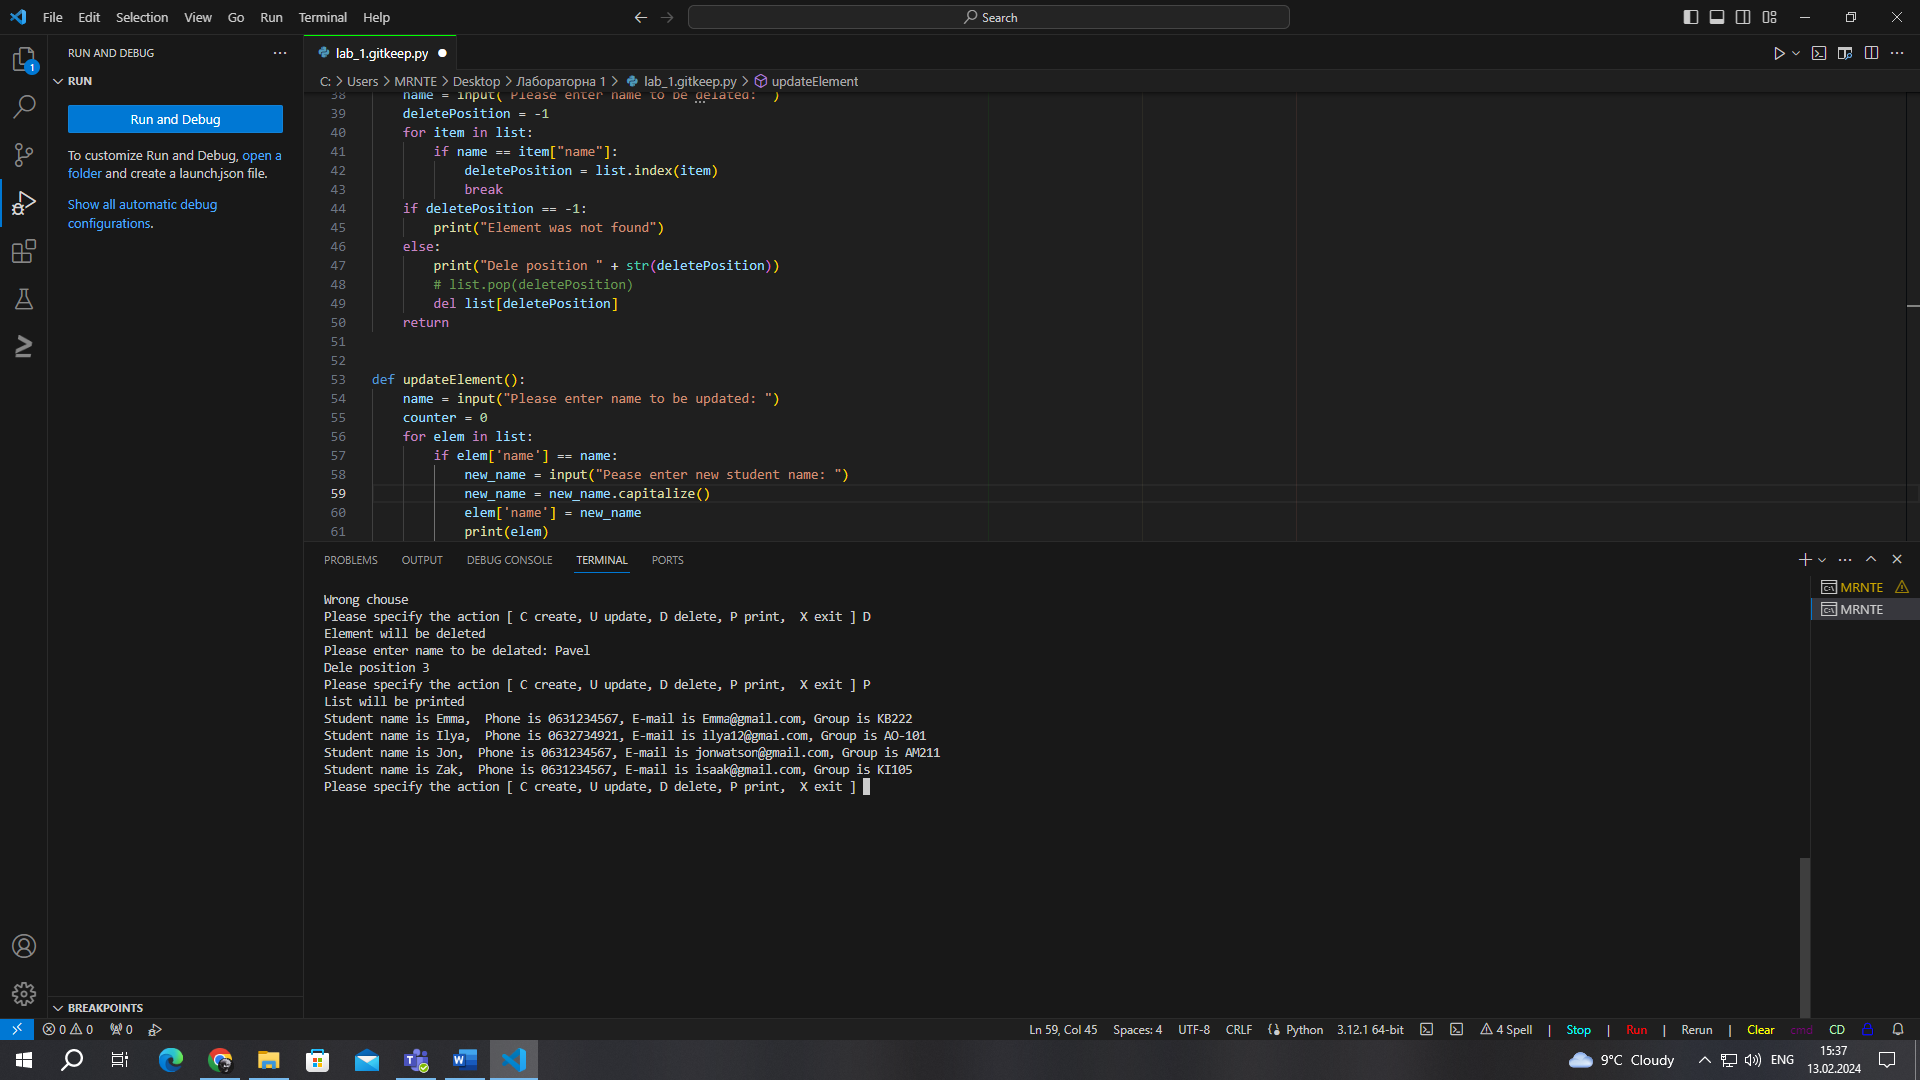 File Edit Selection View Go Run Terminal Help
Search
RUN AND DEBUG
lab_1.gitkeep.py
1
RUN
C: > Users > MRNTE > Desktop > Лабораторна 1 > lab_1.gitkeep.py > updateElement
Run and Debug
To customize Run and Debug, open a
folder and create a launch.json file.
Show all automatic debug
configurations.
38 name = input("Please enter name to be delated: ")
39 deletePosition = -1
40 for item in list:
41 if name == item["name"]:
42 deletePosition = list.index(item)
43 break
44 if deletePosition == -1:
45 print("Element was not found")
46 else:
47 print("Dele position " + str(deletePosition))
48 # list.pop(deletePosition)
49 del list[deletePosition]
50 return
51
52
53 def updateElement():
54 name = input("Please enter name to be updated: ")
55 counter = 0
56 for elem in list:
57 if elem['name'] == name:
58 new_name = input("Pease enter new student name: ")
59 new_name = new_name.capitalize()
60 elem['name'] = new_name
61 print(elem)
PROBLEMS OUTPUT DEBUG CONSOLE TERMINAL PORTS
MRNTE
MRNTE
Wrong chouse
Please specify the action [ C create, U update, D delete, P print,  X exit ] D
Element will be deleted
Please enter name to be delated: Pavel
Dele position 3
Please specify the action [ C create, U update, D delete, P print,  X exit ] P
List will be printed
Student name is Emma,  Phone is 0631234567, E-mail is Emma@gmail.com, Group is KB222
Student name is Ilya,  Phone is 0632734921, E-mail is ilya12@gmai.com, Group is AO-101
Student name is Jon,  Phone is 0631234567, E-mail is jonwatson@gmail.com, Group is AM211
Student name is Zak,  Phone is 0631234567, E-mail is isaak@gmail.com, Group is KI105
Please specify the action [ C create, U update, D delete, P print,  X exit ]
BREAKPOINTS
0 0 0 Ln 59, Col 45 Spaces: 4 UTF-8 CRLF Python 3.12.1 64-bit 4 Spell | Stop | Run | Rerun | Clear cmd CD
9°C Cloudy ENG 15:37
13.02.2024